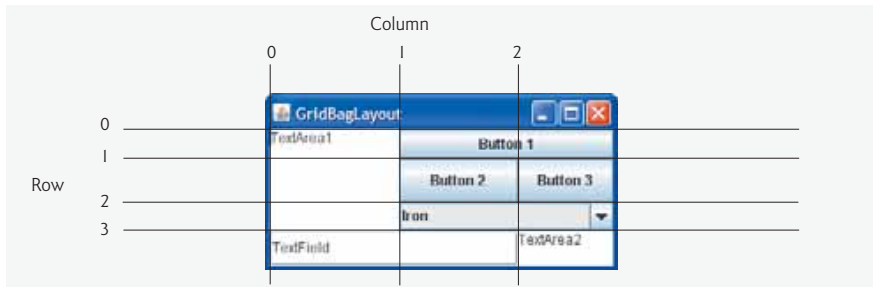 Column
0 1 2
GridBagLayout
0
TextArea1 Button 1
1
Row
Button 2 Button 3
2
Iron
3
TextField TextArea2